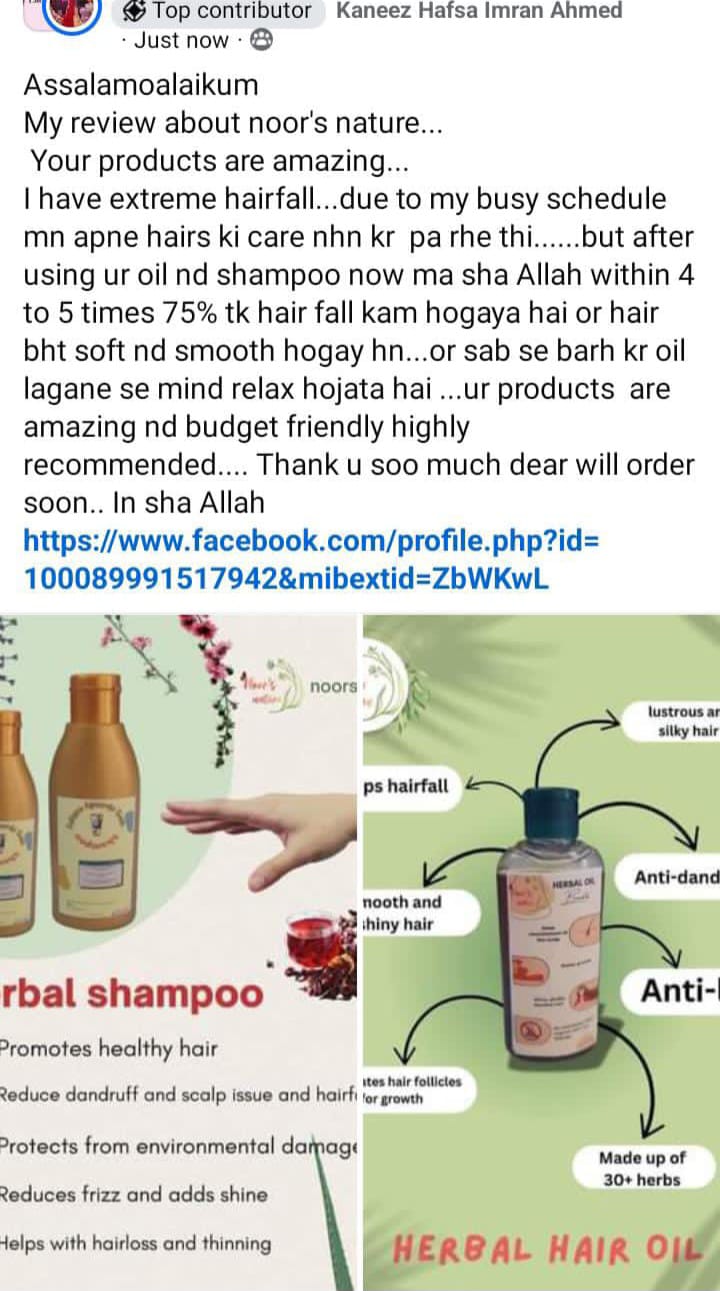 Top contributor Kaneez Hafsa Imran Ahmed
· Just now ·
Assalamoalaikum
My review about noor's nature...
Your products are amazing...
I have extreme hairfall...due to my busy schedule
mn apne hairs ki care nhn kr pa rhe thi......but after
using ur oil nd shampoo now ma sha Allah within 4
to 5 times 75% tk hair fall kam hogaya hai or hair
bht soft nd smooth hogay hn...or sab se barh kr oil
lagane se mind relax hojata hai ...ur products are
amazing nd budget friendly highly
recommended.... Thank u soo much dear will order
soon.. In sha Allah
https://www.facebook.com/profile.php?id=
100089991517942&mibextid=ZbWKwL
noors
rbal shampoo
Promotes healthy hair
Reduce dandruff and scalp issue and hairf
Protects from environmental damage
Reduces frizz and adds shine
Helps with hairloss and thinning
lustrous an
silky hair
ps hairfall
Anti-dand
nooth and
shiny hair
Anti-
ates hair follicles
for growth
Made up of
30+ herbs
HERBAL OIL
HERBAL HAIR OIL